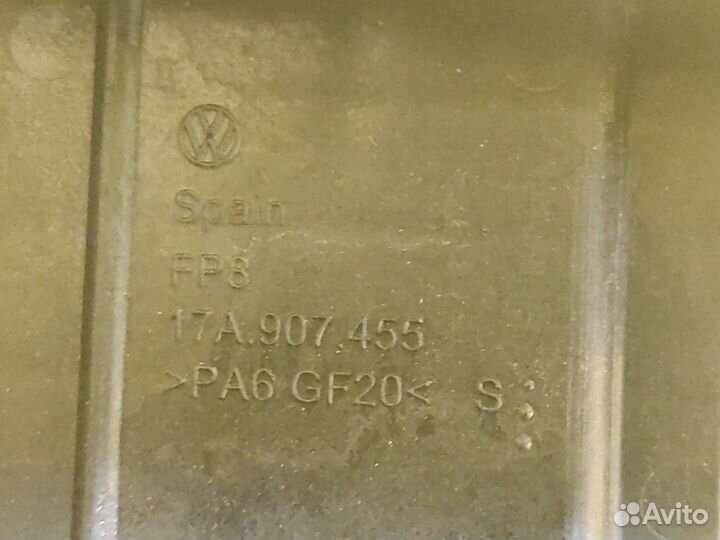 Spain
FP8
17A.907.455
>PA6 GF20< S
Avito